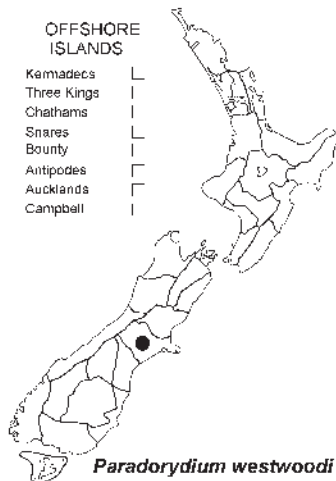 OFFSHORE
ISLANDS
Kermadecs
Three Kings
Chathams
Snares
Bounty
Antipodes
Aucklands
Campbell
Paradorydium westwoodi